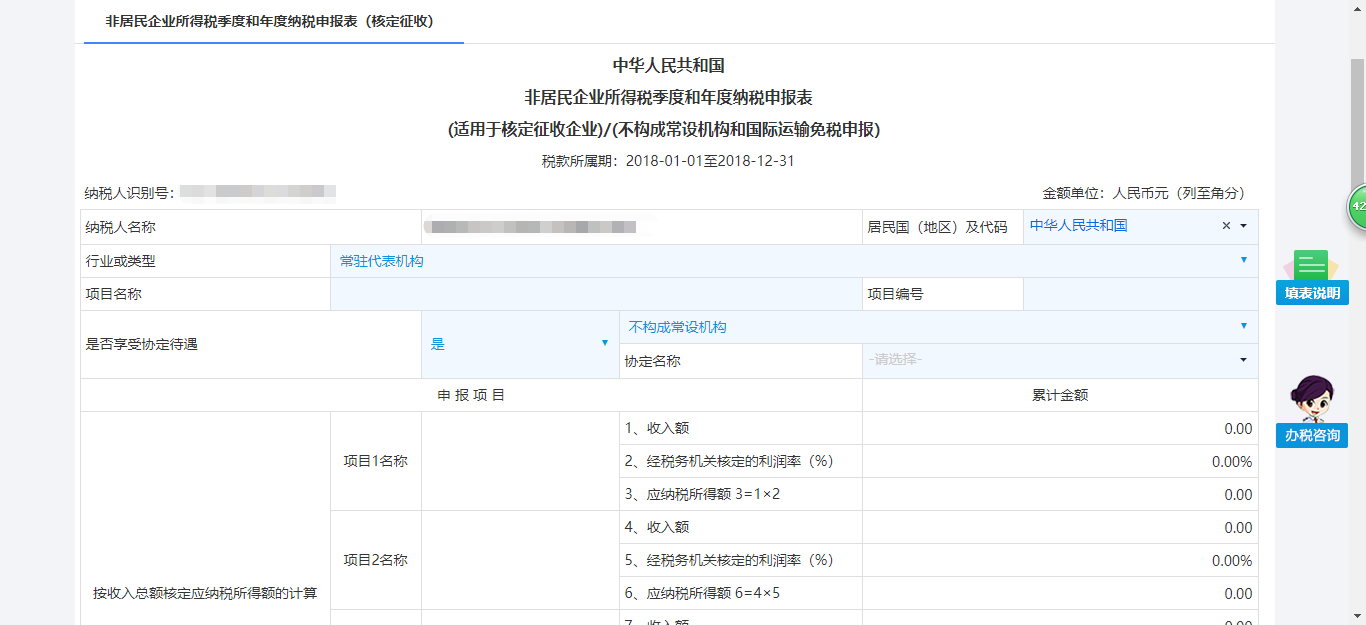 非居民企业所得税季度和年度纳税申报表（核定征收）
中华人民共和国
非居民企业所得税季度和年度纳税申报表
(适用于核定征收企业)/(不构成常设机构和国际运输免税申报)
税款所属期：2018-01-01至2018-12-31
纳税人识别号：
金额单位：人民币元（列至角分）
纳税人名称
居民国（地区）及代码 中华人民共和国 ×
行业或类型 常驻代表机构
项目名称 项目编号
是否享受协定待遇 是 不构成常设机构
协定名称 -请选择-
申 报 项 目 累计金额
1、收入额 0.00
项目1名称 2、经税务机关核定的利润率（%） 0.00%
3、应纳税所得额 3=1×2 0.00
4、收入额 0.00
项目2名称 5、经税务机关核定的利润率（%） 0.00%
按收入总额核定应纳税所得额的计算 6、应纳税所得额 6=4×5 0.00
7、收入额 0.00
42
填表说明
办税咨询